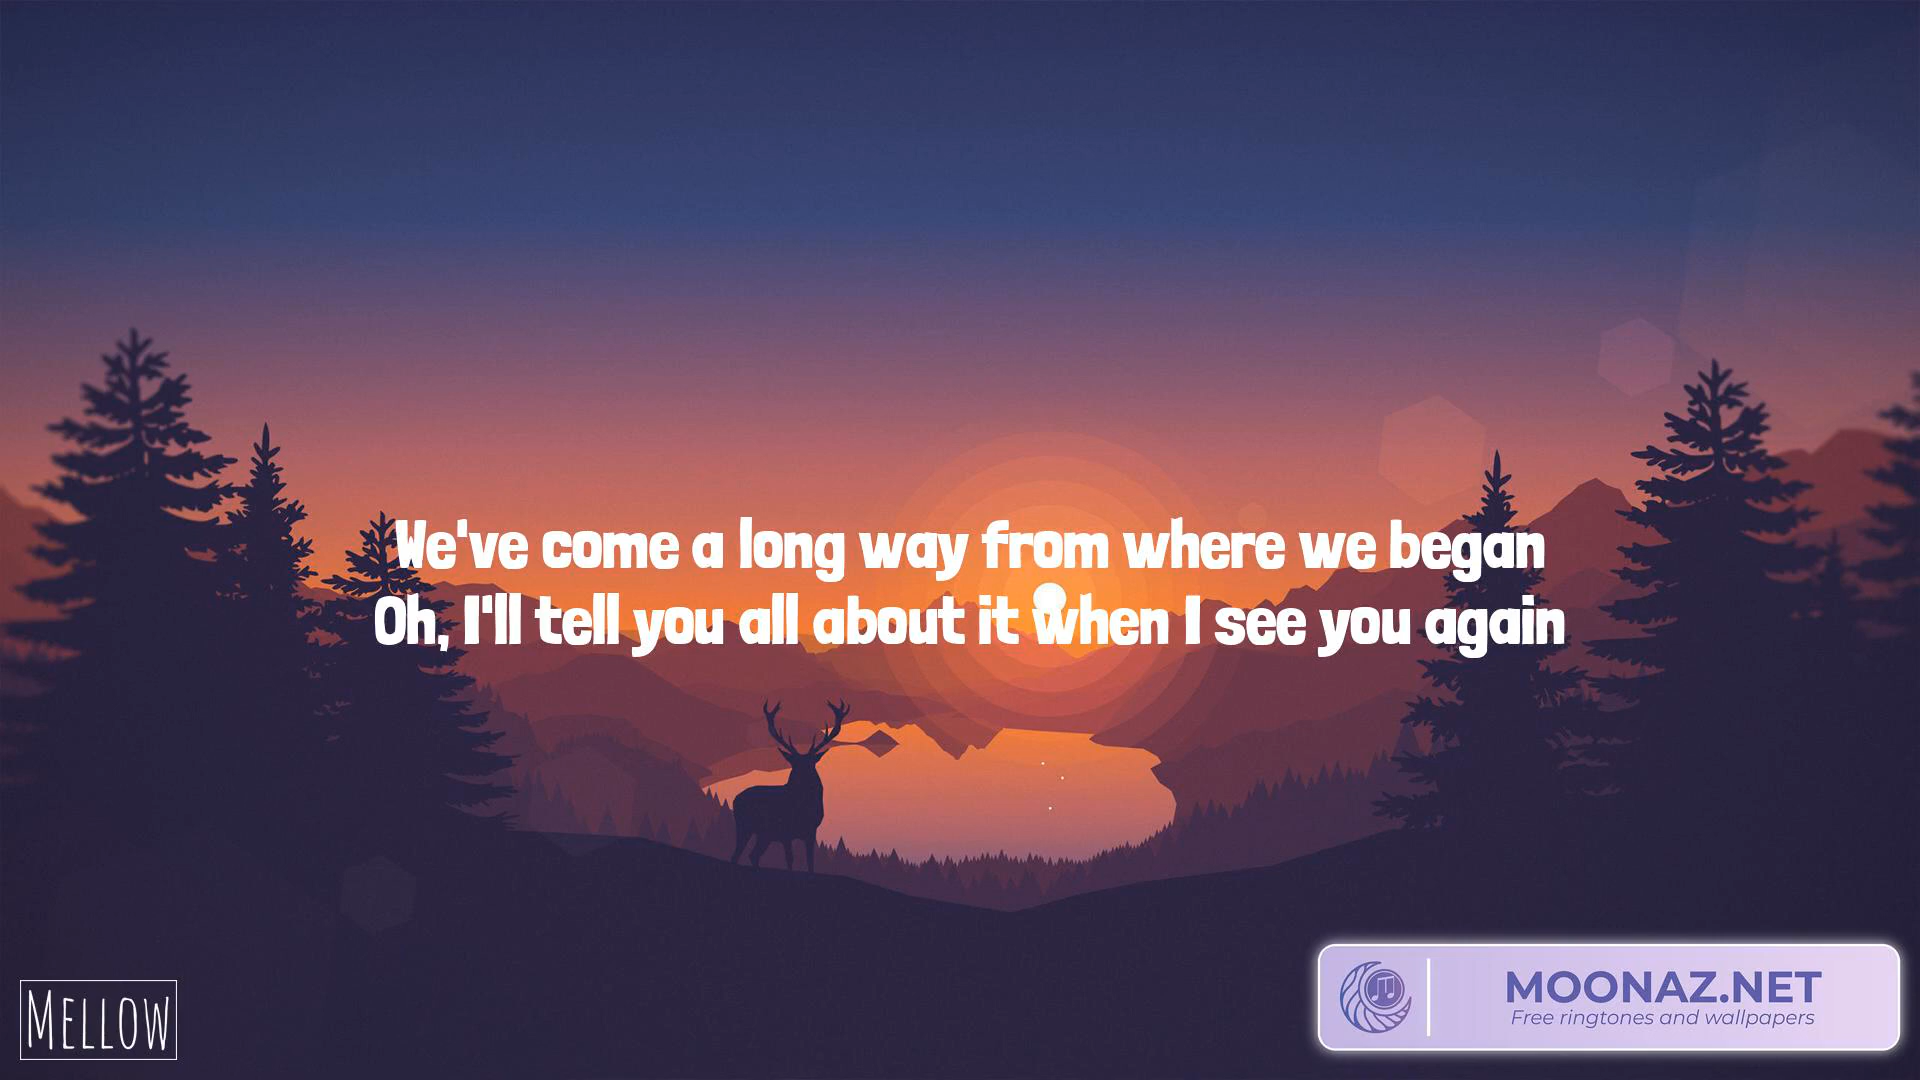 We've come a long way from where we began
Oh, I'll tell you all about it when I see you again
MELLOW
MOONAZ.NET
Free ringtones and wallpapers